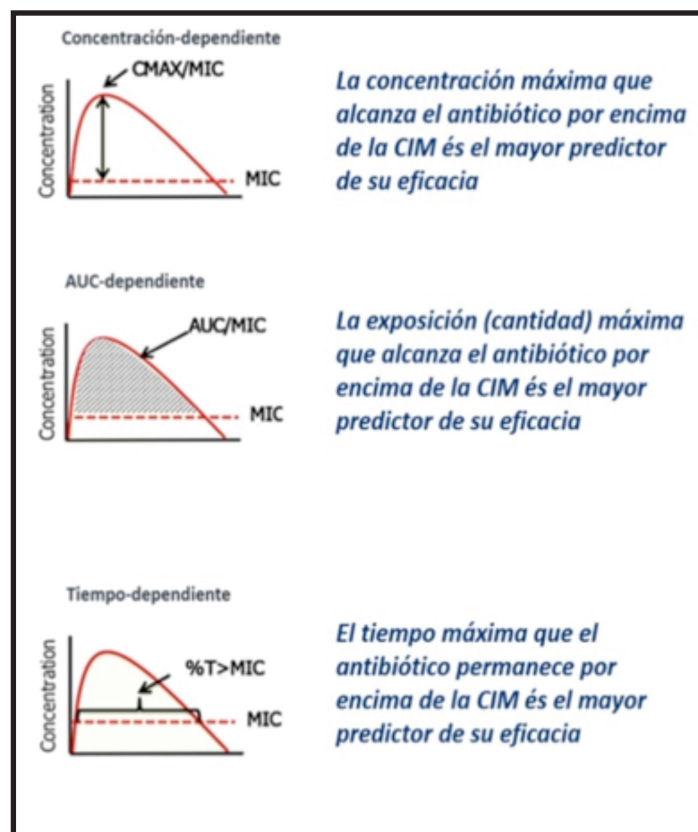 Concentración-dependiente
CMAX/MIC
Concentration
MIC
La concentración máxima que
alcanza el antibiótico por encima
de la CIM és el mayor predictor
de su eficacia
AUC-dependiente
AUC/MIC
Concentration
MIC
La exposición (cantidad) máxima
que alcanza el antibiótico por
encima de la CIM és el mayor
predictor de su eficacia
Tiempo-dependiente
%T>MIC
Concentration
MIC
El tiempo máxima que el
antibiótico permanece por
encima de la CIM és el mayor
predictor de su eficacia